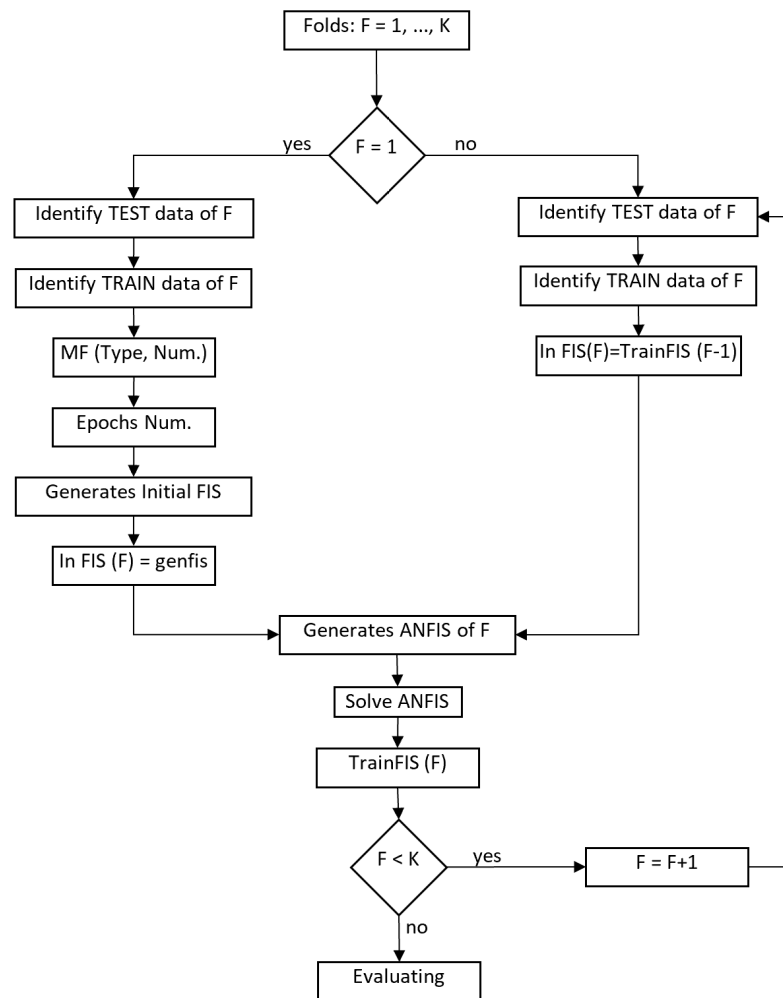 Folds: F = 1, ..., K
F = 1
yes
no
Identify TEST data of F
Identify TRAIN data of F
MF (Type, Num.)
Epochs Num.
Generates Initial FIS
In FIS (F) = genfis
Identify TEST data of F
Identify TRAIN data of F
In FIS(F)=TrainFIS (F-1)
Generates ANFIS of F
Solve ANFIS
TrainFIS (F)
F < K
yes
F = F+1
no
Evaluating